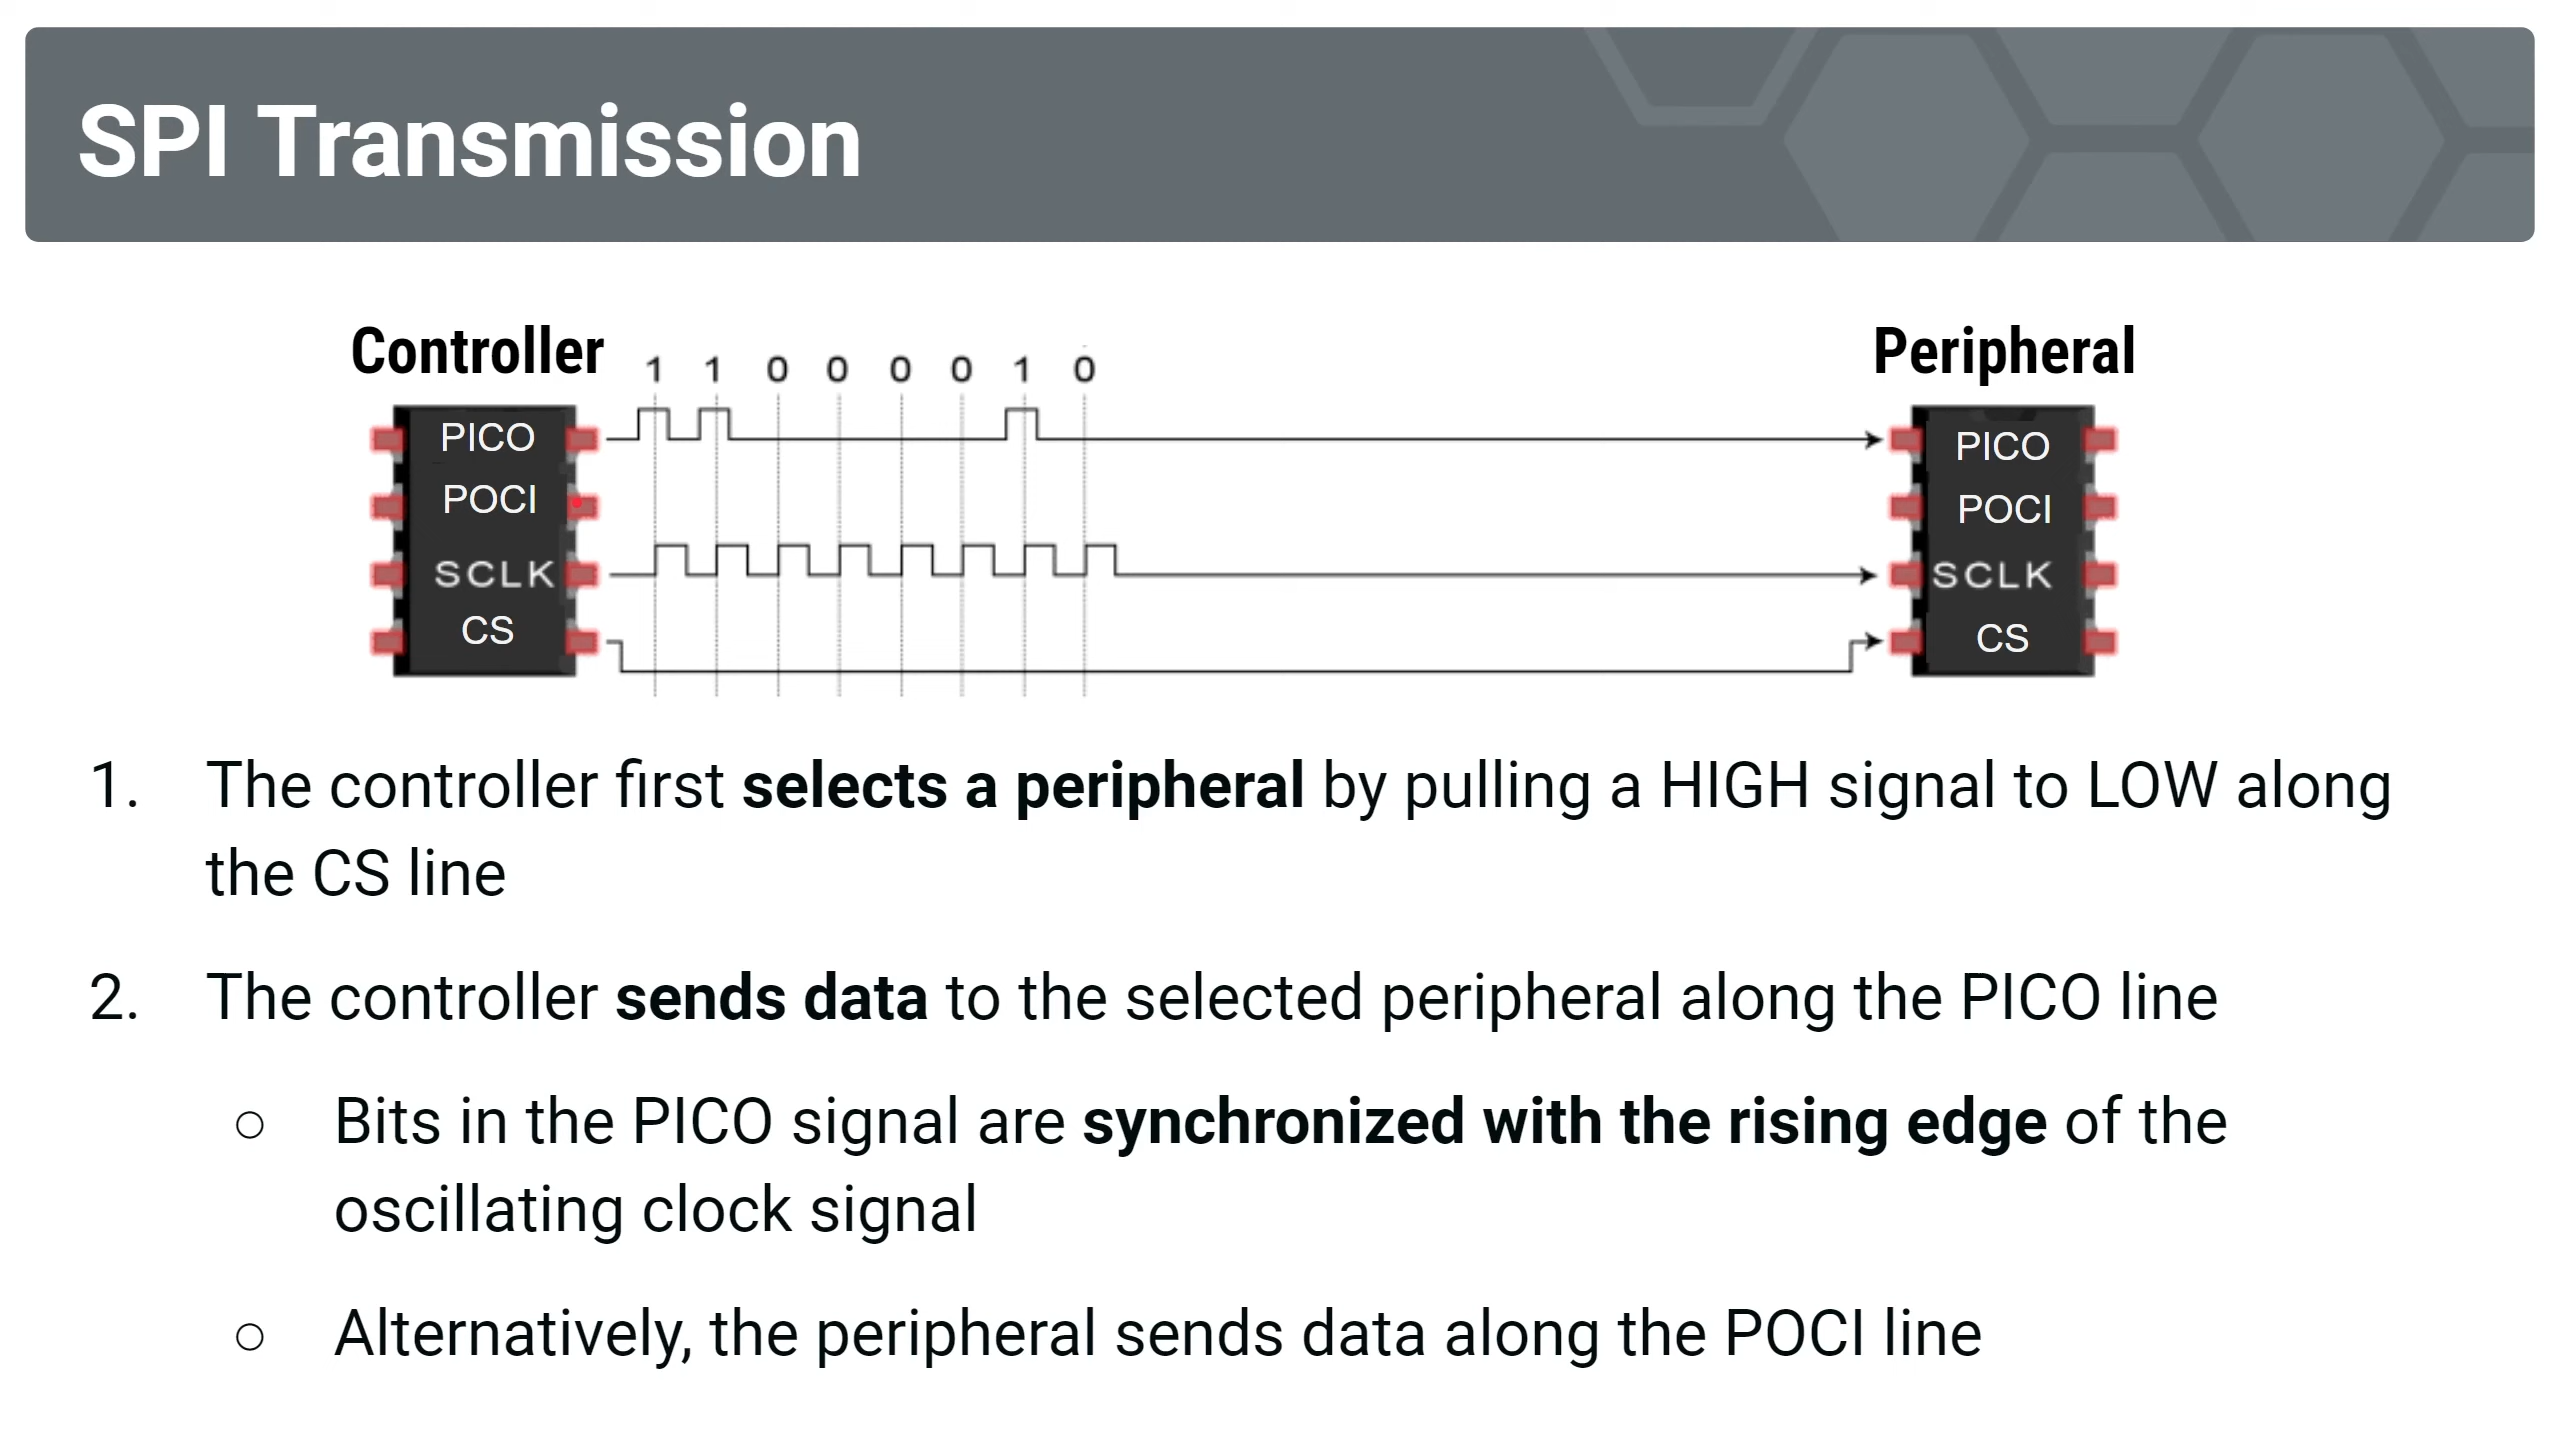 SPI Transmission
Controller
1 1 0 0 0 0 1 0
Peripheral
PICO
POCI
SCLK
CS
PICO
POCI
SCLK
CS
1. The controller first selects a peripheral by pulling a HIGH signal to LOW along
the CS line
2. The controller sends data to the selected peripheral along the PICO line
○ Bits in the PICO signal are synchronized with the rising edge of the
oscillating clock signal
○ Alternatively, the peripheral sends data along the POCI line